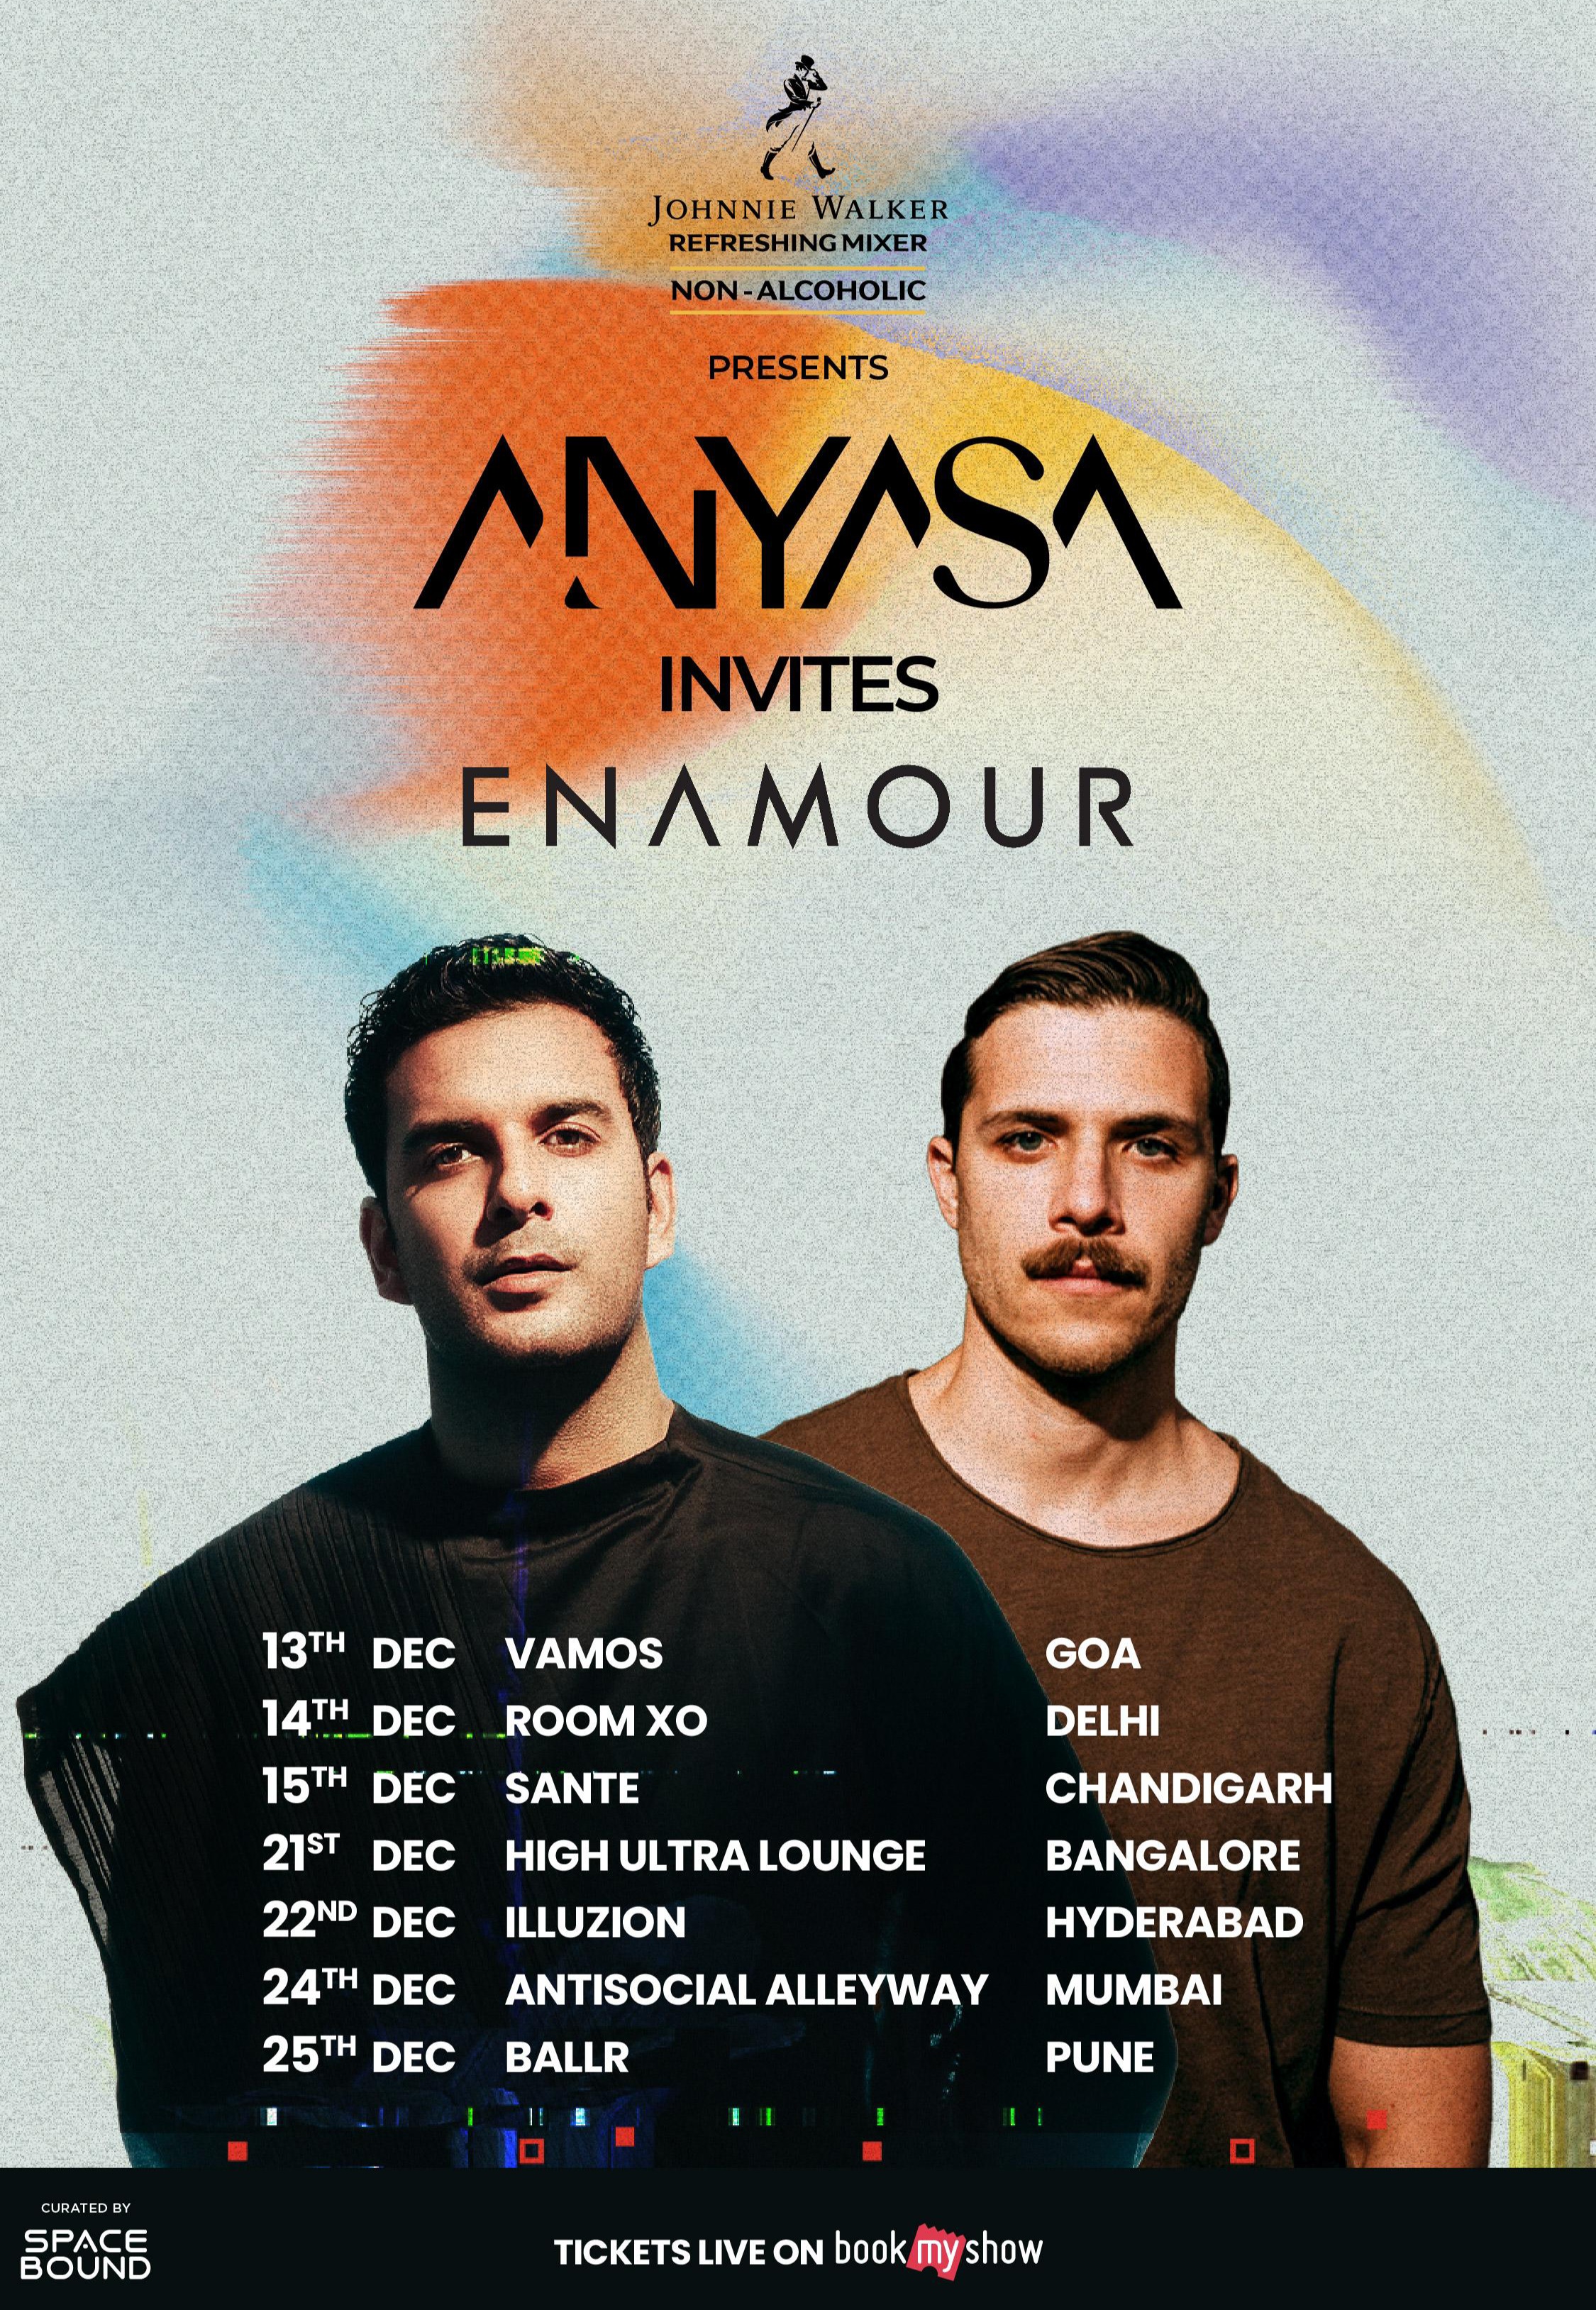 JOHNNIE WALKER
REFRESHING MIXER
NON-ALCOHOLIC
PRESENTS
ANYASA
INVITES
ENAMOUR
13TH DEC VAMOS GOA
14TH DEC ROOM XO DELHI
15TH DEC SANTE CHANDIGARH
21ST DEC HIGH ULTRA LOUNGE BANGALORE
22ND DEC ILLUZION HYDERABAD
24TH DEC ANTISOCIAL ALLEYWAY MUMBAI
25TH DEC BALLR PUNE
CURATED BY
SPACE
BOUND
TICKETS LIVE ON bookmyshow